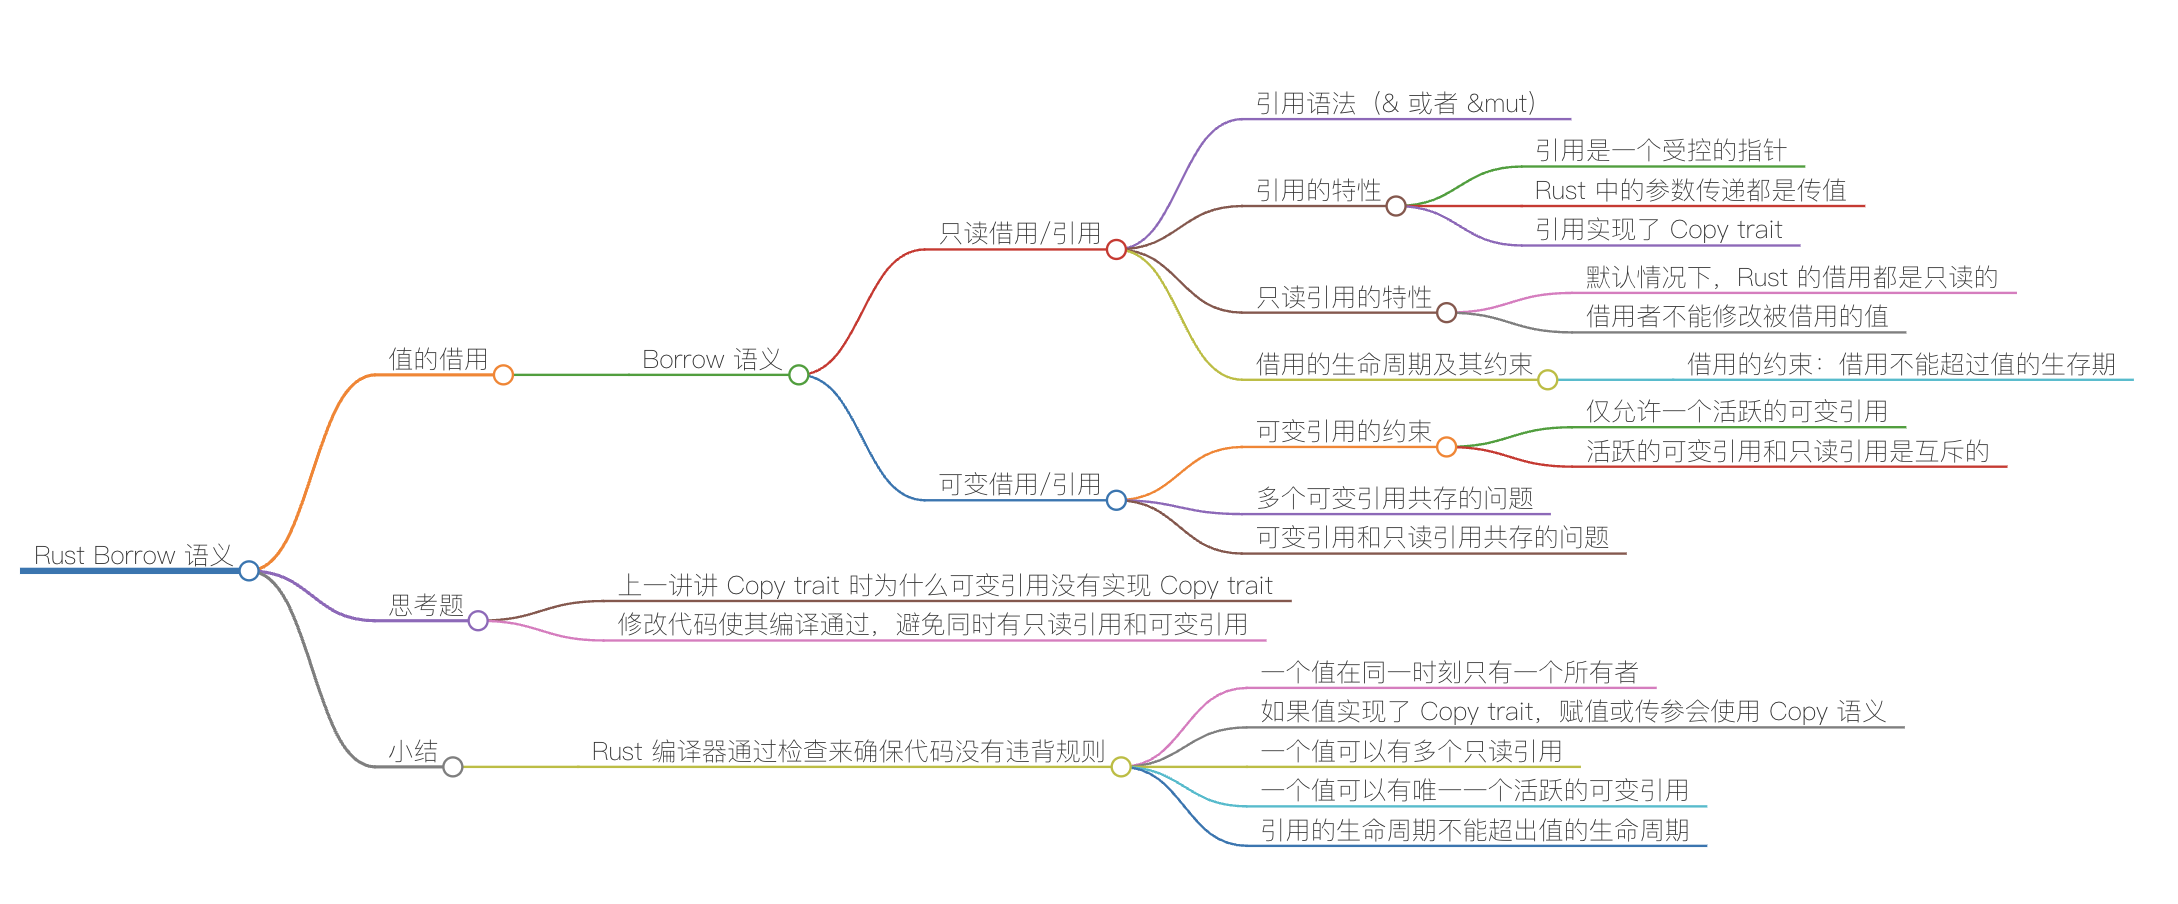 Rust Borrow 语义
值的借用
Borrow 语义
只读借用/引用
引用语法（& 或者 &mut）
引用的特性
引用是一个受控的指针
Rust 中的参数传递都是传值
引用实现了 Copy trait
只读引用的特性
默认情况下，Rust 的借用都是只读的
借用者不能修改被借用的值
借用的生命周期及其约束
借用的约束：借用不能超过值的生存期
可变借用/引用
可变引用的约束
仅允许一个活跃的可变引用
活跃的可变引用和只读引用是互斥的
多个可变引用共存的问题
可变引用和只读引用共存的问题
思考题
上一讲讲 Copy trait 时为什么可变引用没有实现 Copy trait
修改代码使其编译通过，避免同时有只读引用和可变引用
小结
Rust 编译器通过检查来确保代码没有违背规则
一个值在同一时刻只有一个所有者
如果值实现了 Copy trait，赋值或传参会使用 Copy 语义
一个值可以有多个只读引用
一个值可以有唯一一个活跃的可变引用
引用的生命周期不能超出值的生命周期